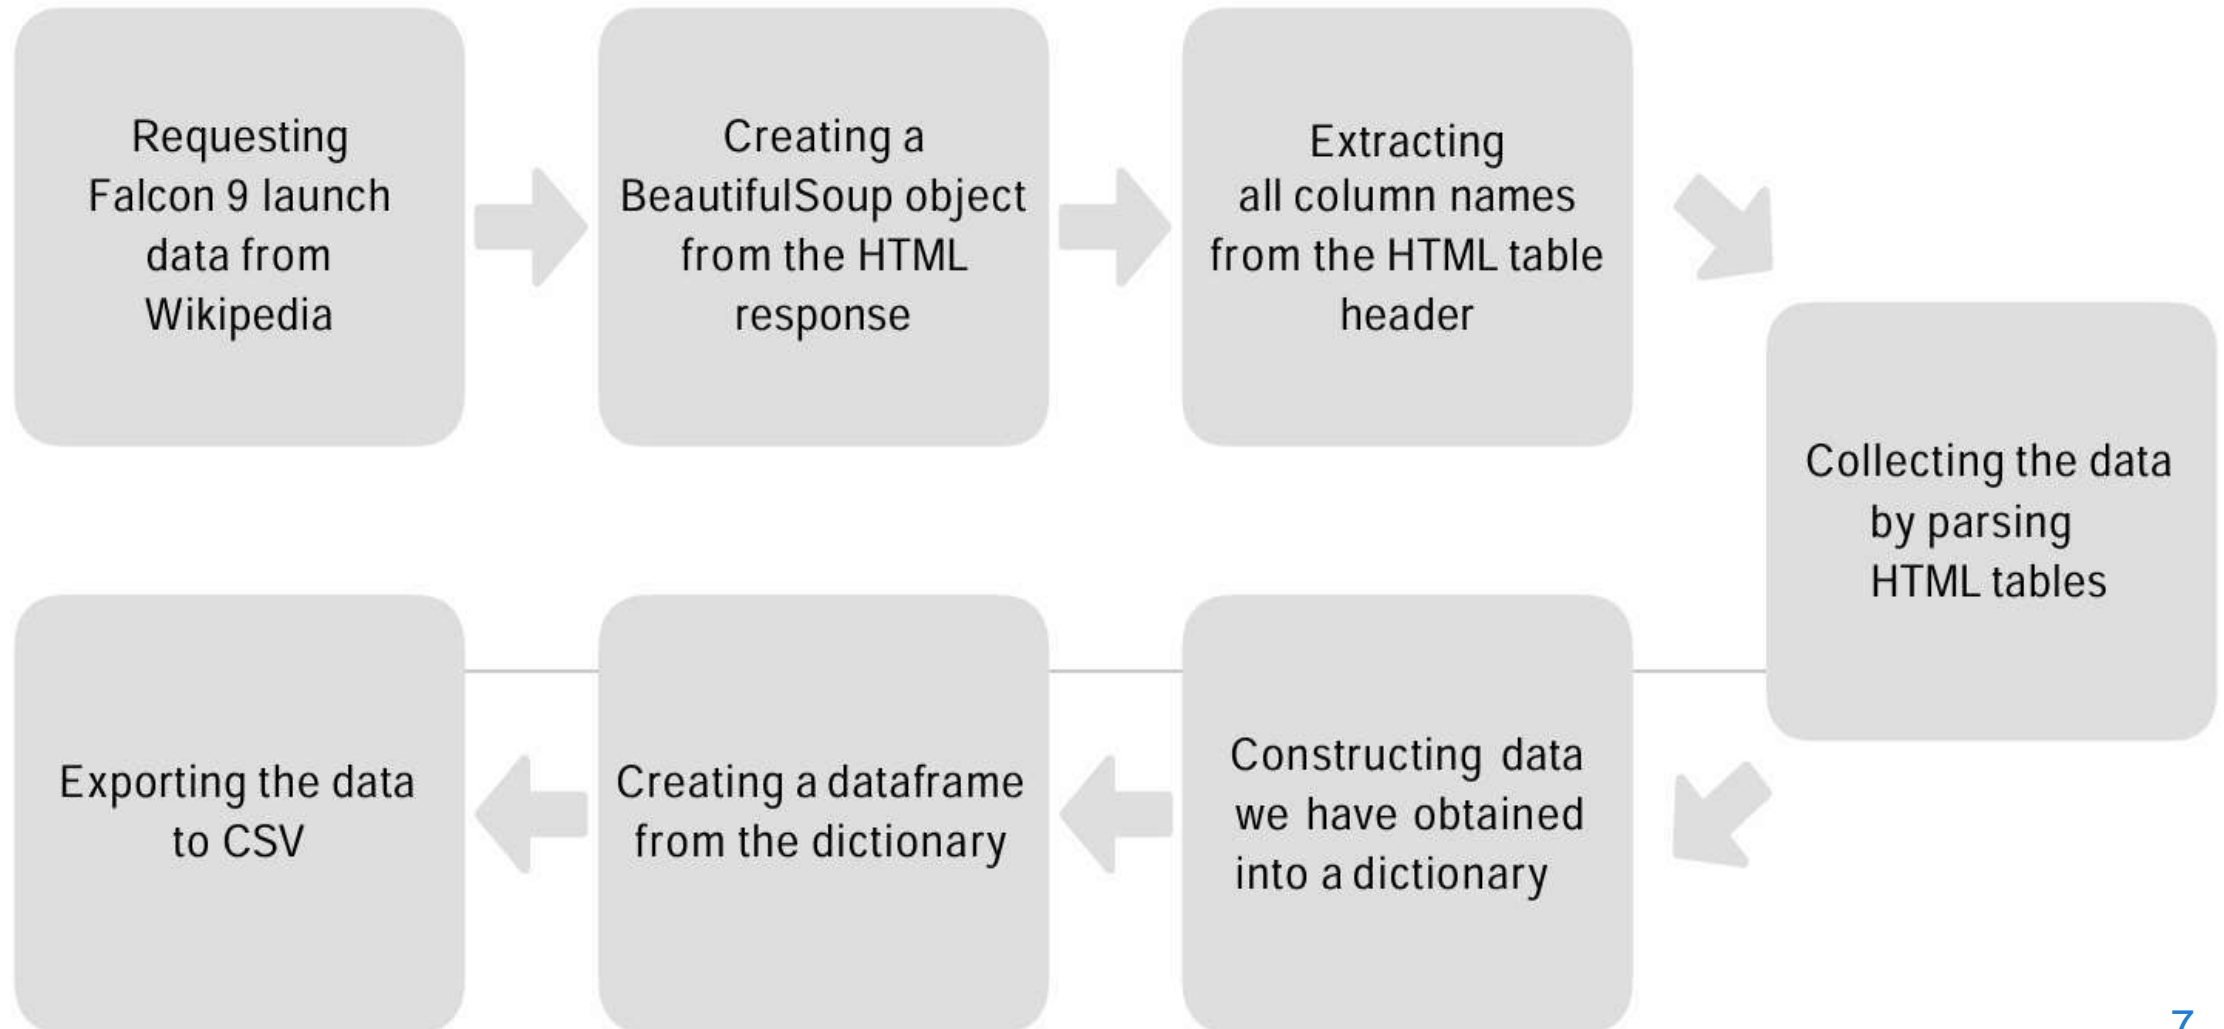 Requesting
Falcon 9 launch
data from
Wikipedia
Creating a
BeautifulSoup object
from the HTML
response
Extracting
all column names
from the HTML table
header
Collecting the data
by parsing
HTML tables
Constructing data
we have obtained
into a dictionary
Creating a dataframe
from the dictionary
Exporting the data
to CSV
7